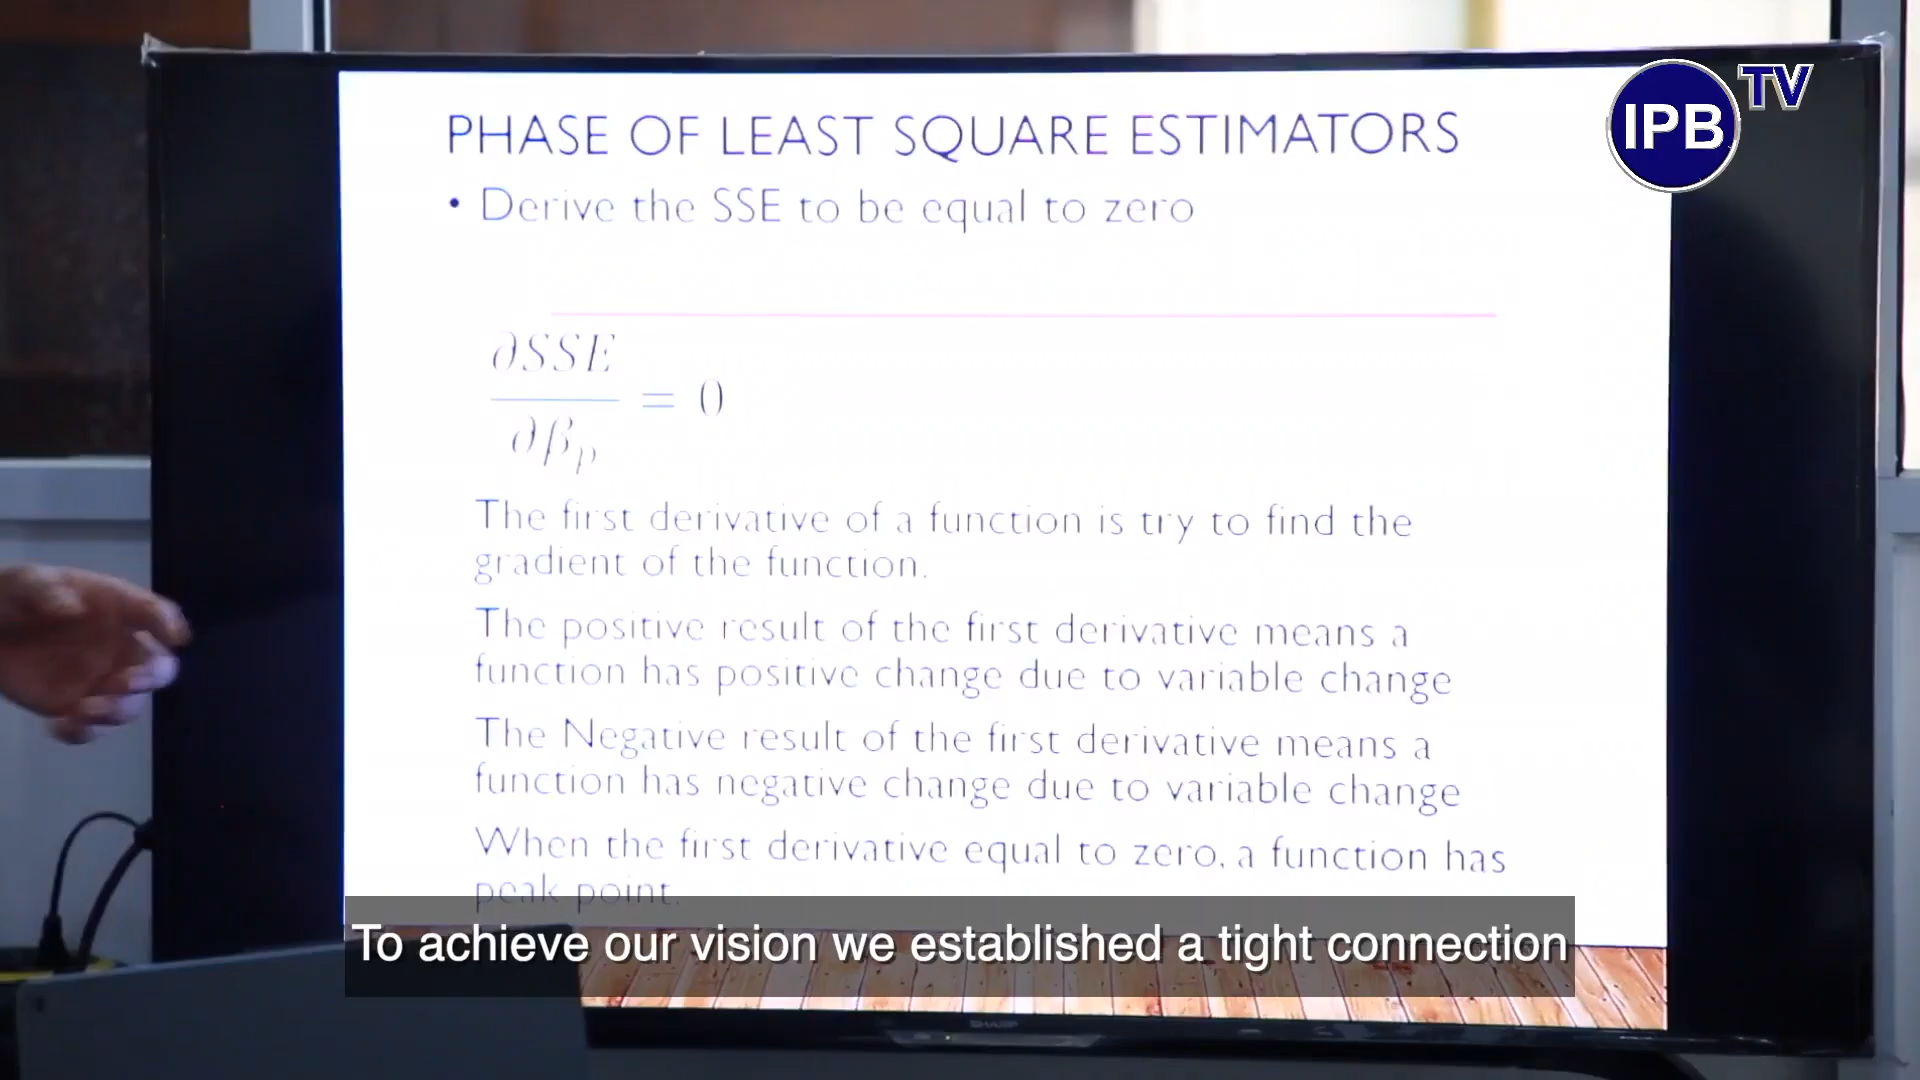 IPB TV
PHASE OF LEAST SQUARE ESTIMATORS
• Derive the SSE to be equal to zero
∂SSE
∂βp
= 0
The first derivative of a function is try to find the
gradient of the function.
The positive result of the first derivative means a
function has positive change due to variable change
The Negative result of the first derivative means a
function has negative change due to variable change
When the first derivative equal to zero, a function has
peak point.
To achieve our vision we established a tight connection
SHARP